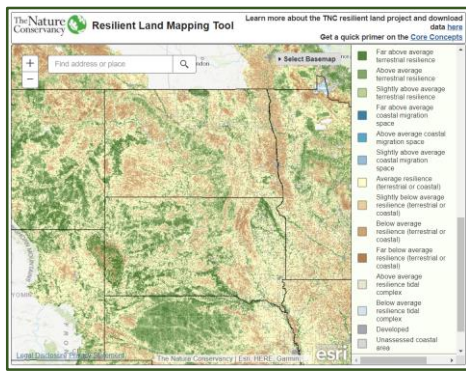 The Nature
Conservancy
Resilient Land Mapping Tool
Learn more about the TNC resilient land project and download
data here
Get a quick primer on the Core Concepts
+
−
Find address or place
Select Basemap
Far above average
terrestrial resilience
Above average
terrestrial resilience
Slightly above average
terrestrial resilience
Far above average
coastal migration
space
Above average coastal
migration space
Slightly above average
coastal migration
space
Average resilience
(terrestrial or coastal)
Slightly below average
resilience (terrestrial or
coastal)
Below average
resilience (terrestrial or
coastal)
Far below average
resilience (terrestrial or
coastal)
Above average
resilience tidal
complex
Below average
resilience tidal
complex
Developed
Unassessed coastal
area
Legal Disclosure Privacy Statement
The Nature Conservancy | Esri, HERE, Garmin
esri